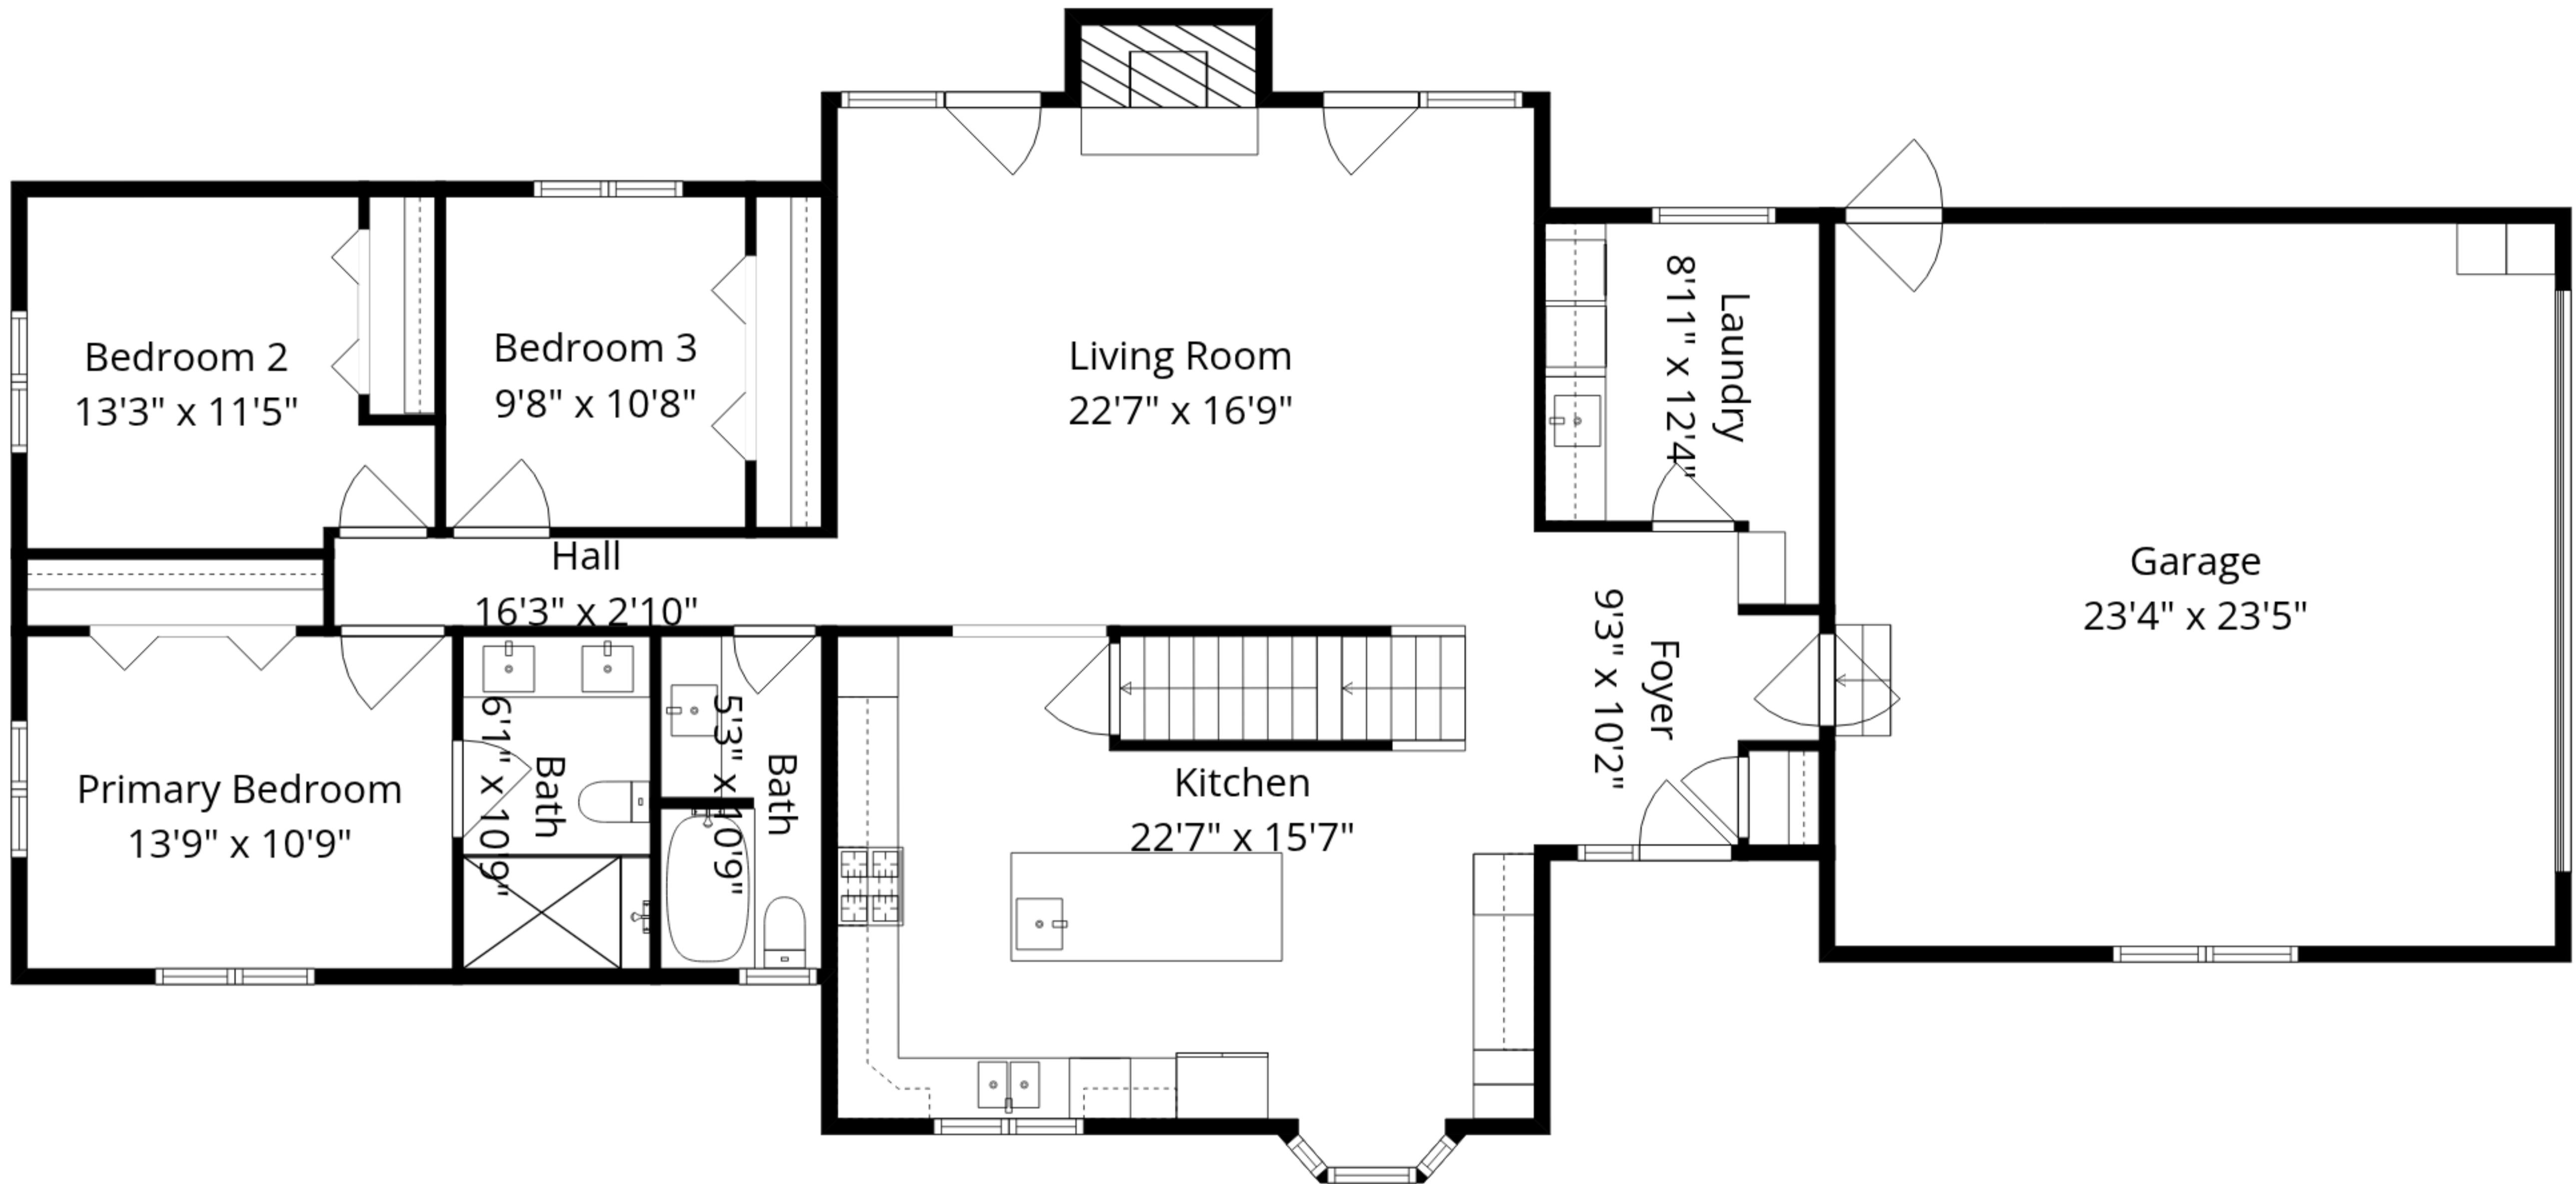 Bedroom 2
13'3" x 11'5"
Bedroom 3
9'8" x 10'8"
Living Room
22'7" x 16'9"
Laundry
8'11" x 12'4"
Garage
23'4" x 23'5"
Hall
16'3" x 2'10"
Foyer
9'3" x 10'2"
Primary Bedroom
13'9" x 10'9"
Bath
6'1" x 10'9"
Bath
5'3" x 10'9"
Kitchen
22'7" x 15'7"